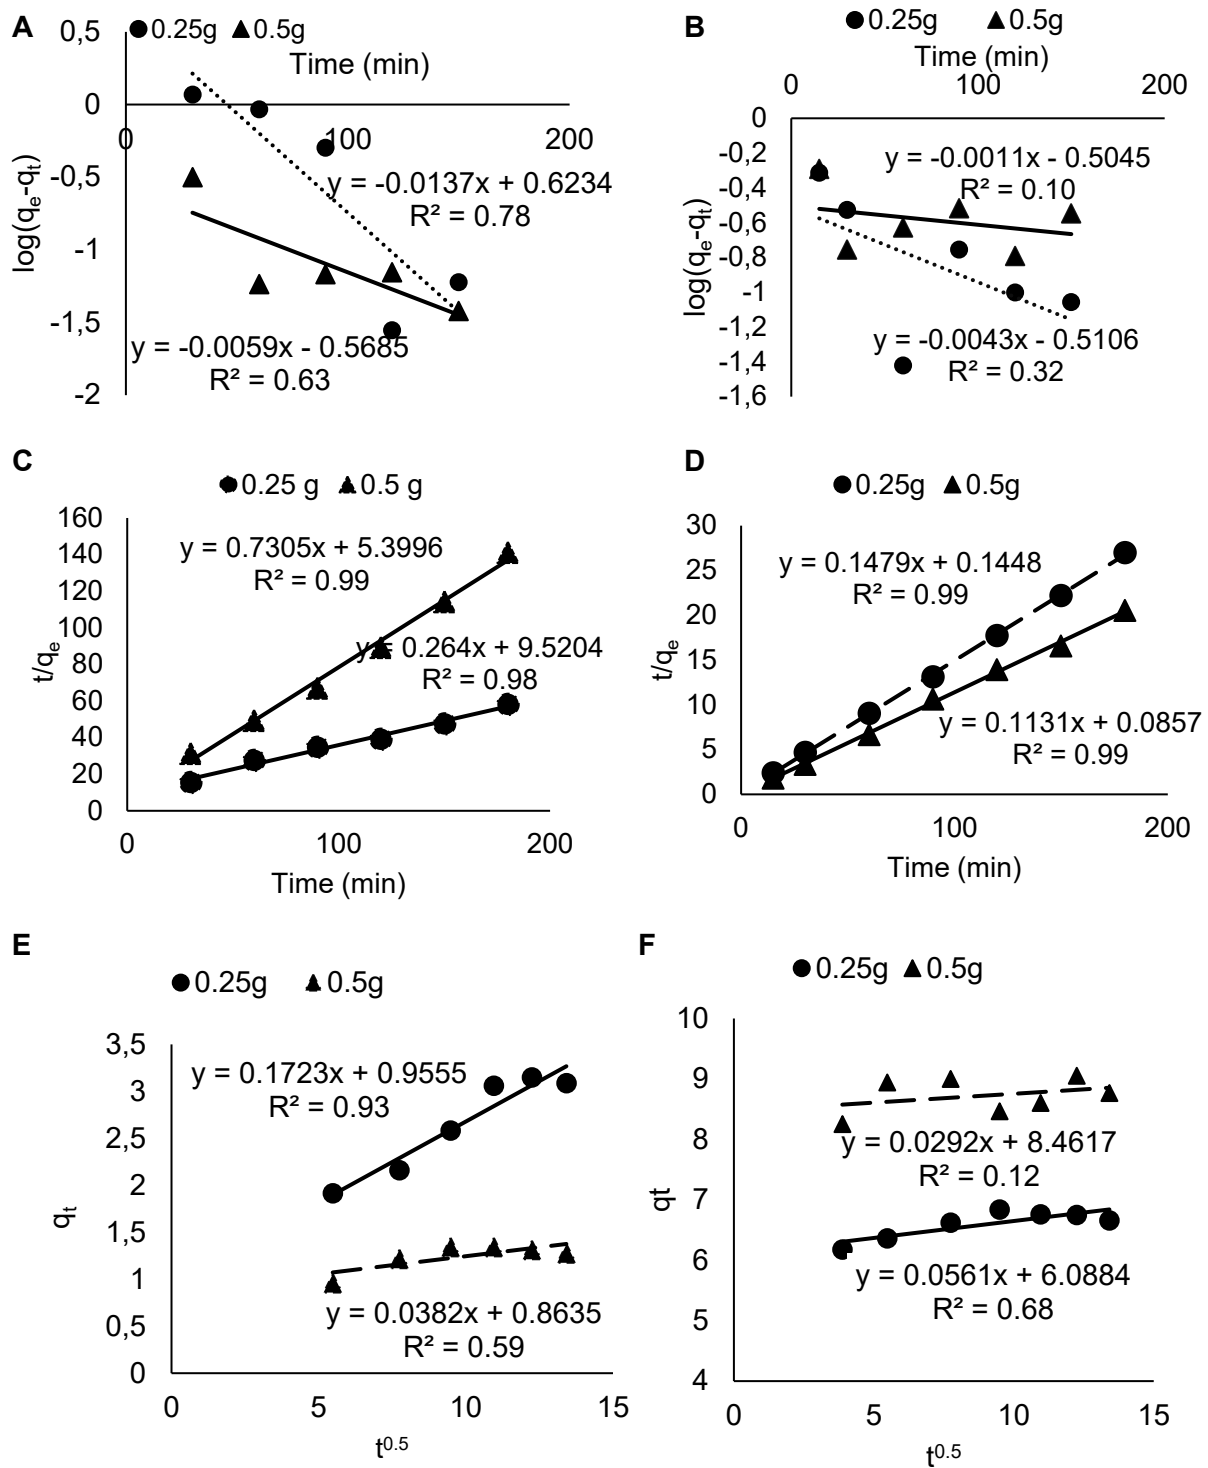 A
0.25g 0.5g
Time (min)
0,5
0
-0,5
-1
-1,5
-2
0 100 200
log(qe-qt)
y = -0.0137x + 0.6234
R² = 0.78
y = -0.0059x - 0.5685
R² = 0.63
B
0.25g 0.5g
Time (min)
0 100 200
0
-0,2
-0,4
-0,6
-0,8
-1
-1,2
-1,4
-1,6
log(qe-qt)
y = -0.0011x - 0.5045
R² = 0.10
y = -0.0043x - 0.5106
R² = 0.32
C
0.25 g 0.5 g
160
140
120
100
80
60
40
20
0
t/qe
y = 0.7305x + 5.3996
R² = 0.99
y = 0.264x + 9.5204
R² = 0.98
0 100 200
Time (min)
D
0.25g 0.5g
30
25
20
15
10
5
0
t/qe
y = 0.1479x + 0.1448
R² = 0.99
y = 0.1131x + 0.0857
R² = 0.99
0 100 200
Time (min)
E
0.25g 0.5g
3,5
3
2,5
2
1,5
1
0,5
0
qt
y = 0.1723x + 0.9555
R² = 0.93
y = 0.0382x + 0.8635
R² = 0.59
0 5 10 15
t0.5
F
0.25g 0.5g
10
9
8
7
6
5
4
qt
y = 0.0292x + 8.4617
R² = 0.12
y = 0.0561x + 6.0884
R² = 0.68
0 5 10 15
t0.5